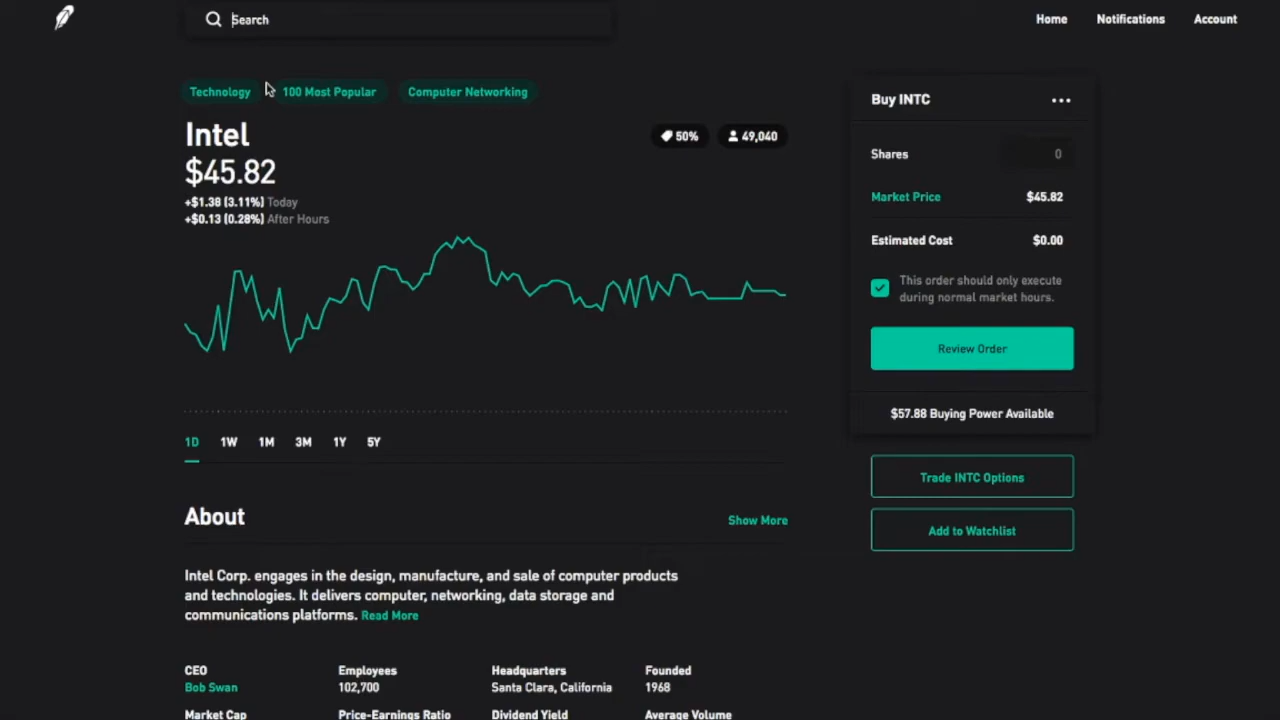 Search
Home Notifications Account
Technology 100 Most Popular Computer Networking
Intel
50% 49,040
$45.82
+$1.38 (3.11%) Today
+$0.13 (0.28%) After Hours
1D 1W 1M 3M 1Y 5Y
About Show More
Intel Corp. engages in the design, manufacture, and sale of computer products
and technologies. It delivers computer, networking, data storage and
communications platforms. Read More
CEO Employees Headquarters Founded
Bob Swan 102,700 Santa Clara, California 1968
Market Cap Price-Earnings Ratio Dividend Yield Average Volume
Buy INTC
Shares 0
Market Price $45.82
Estimated Cost $0.00
This order should only execute
during normal market hours.
Review Order
$57.88 Buying Power Available
Trade INTC Options
Add to Watchlist